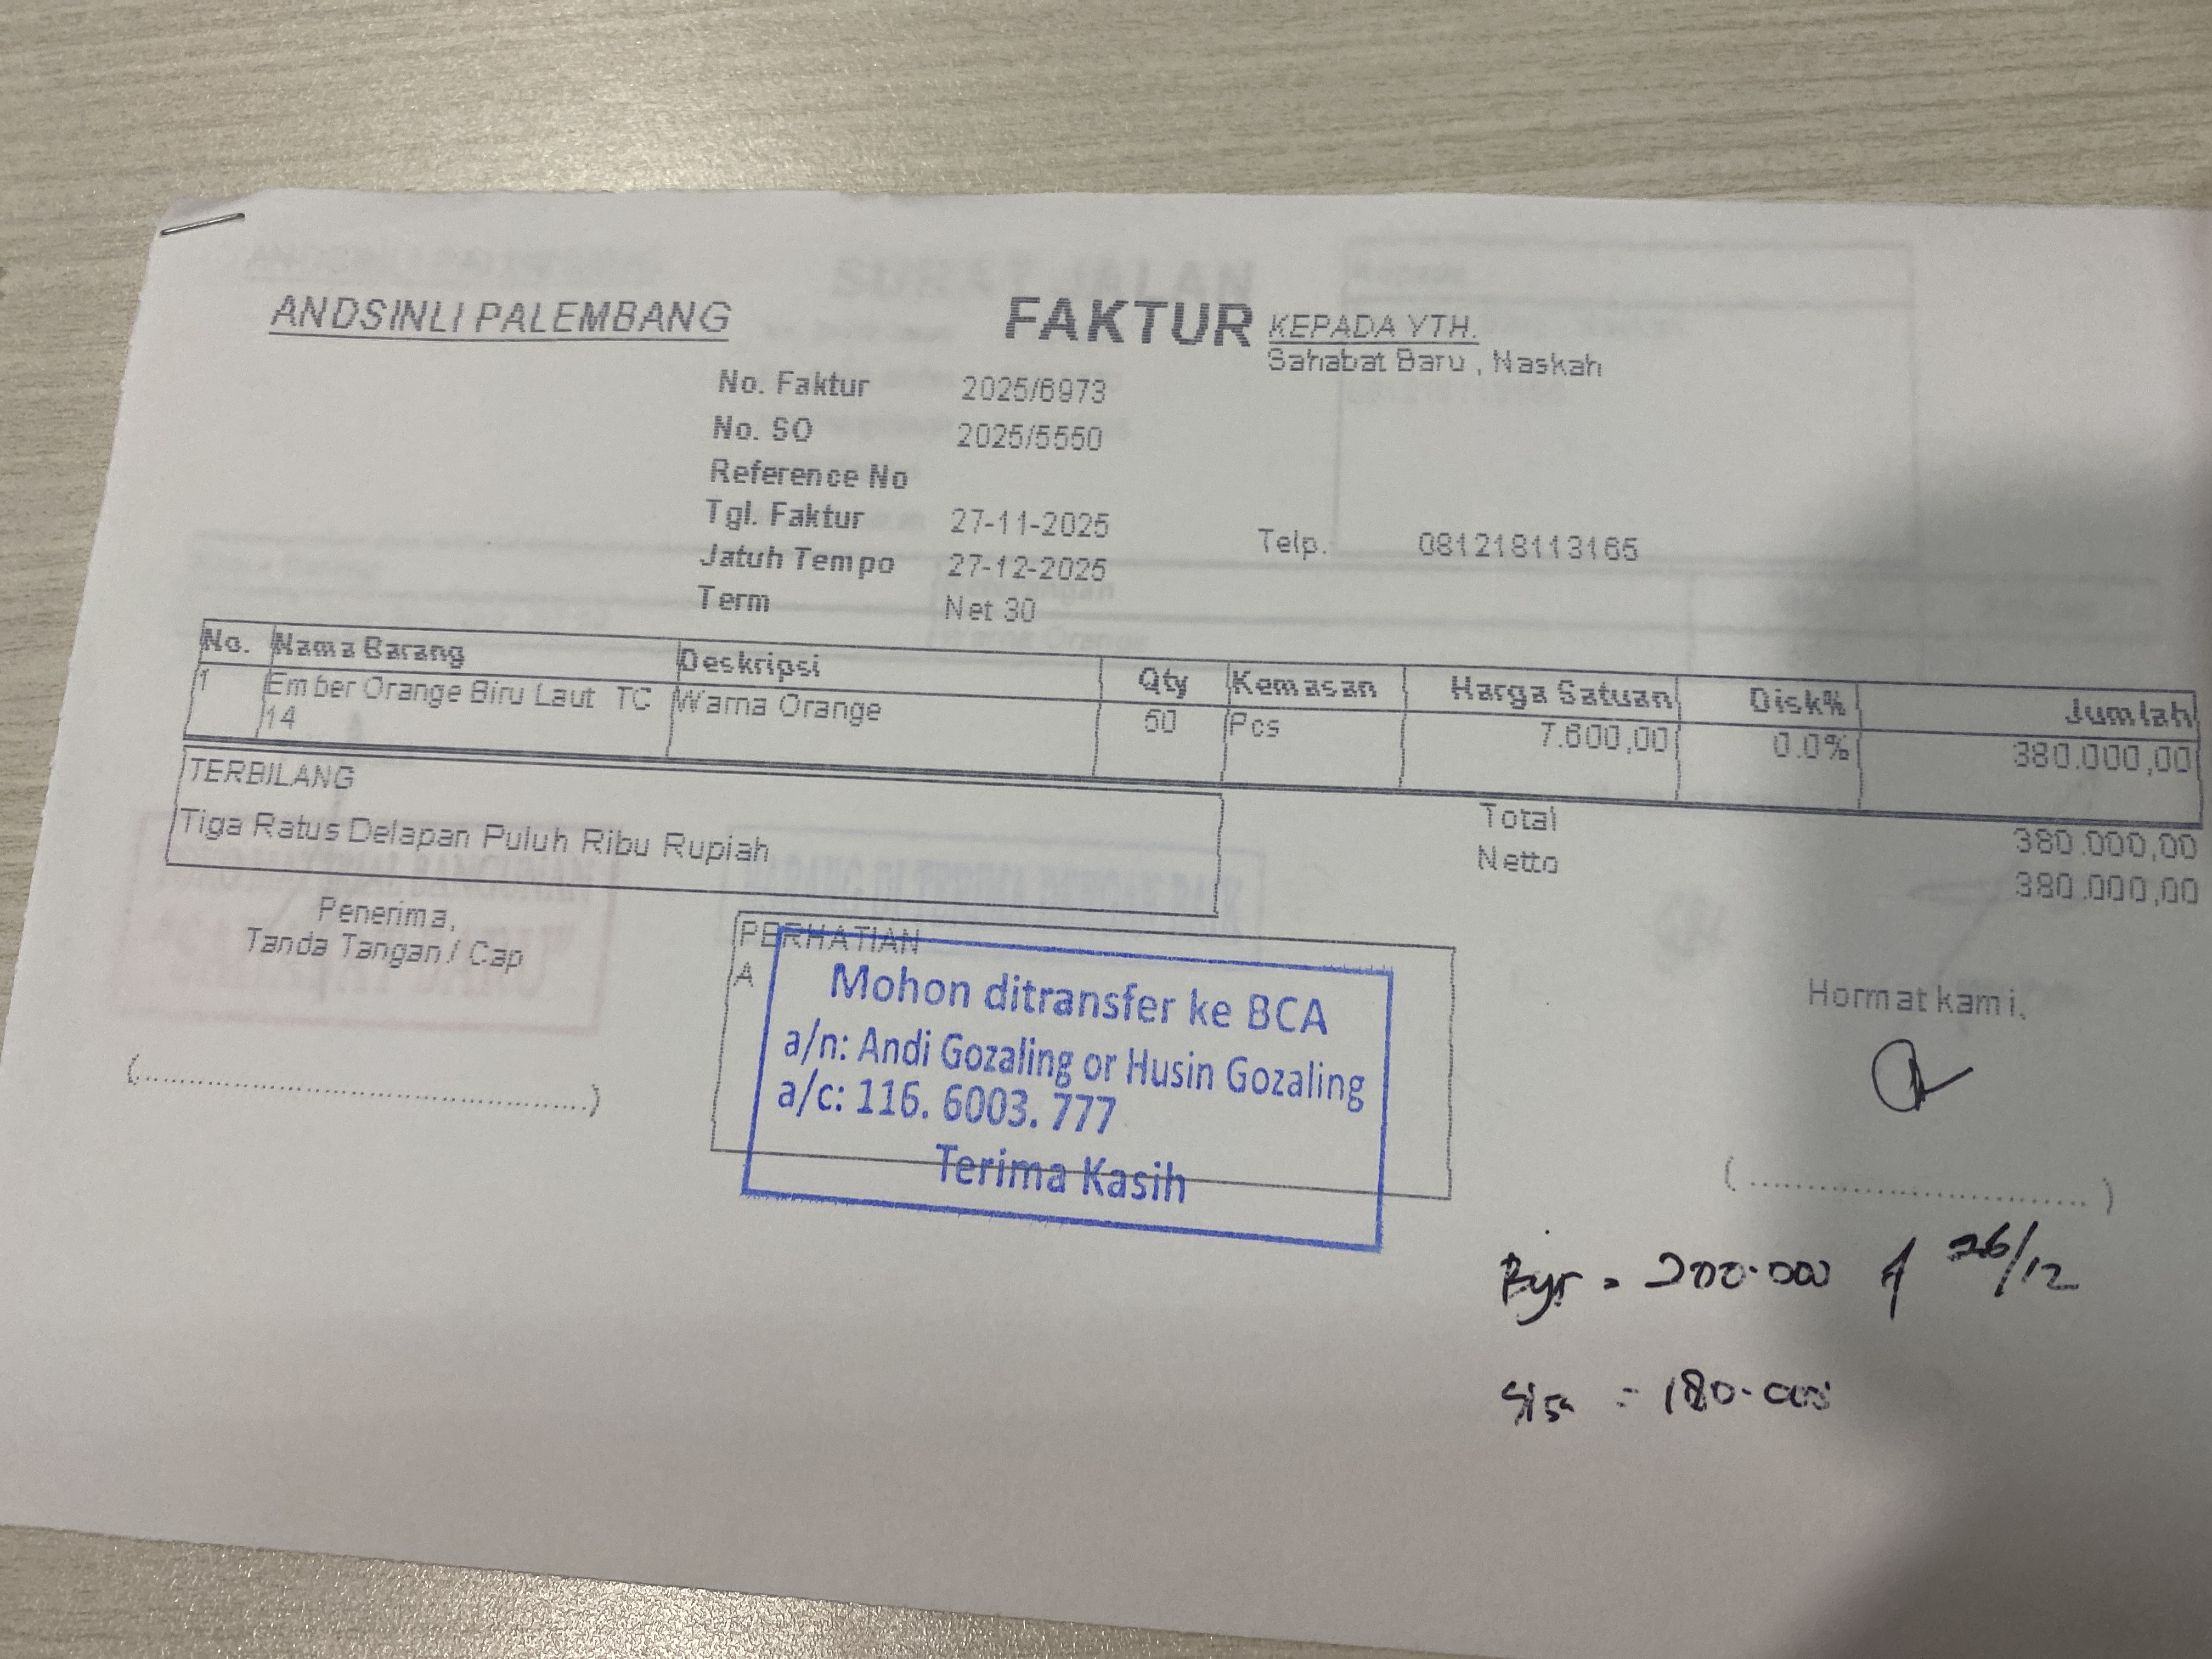 ANDSINLI PALEMBANG
FAKTUR
KEPADA YTH.
Sahabat Baru , Naskah
No. Faktur 2025/6973
No. SO 2025/5550
Reference No
Tgl. Faktur 27-11-2025
Telp. 081218113165
Jatuh Tempo 27-12-2025
Term Net 30
No. Nama Barang Deskripsi Qty Kemasan Harga Satuan Disk% Jumlah
1 Ember Orange Biru Laut TC Warna Orange 50 Pcs 7.600,00 0.0% 380.000,00
14
TERBILANG
Tiga Ratus Delapan Puluh Ribu Rupiah
Total 380.000,00
Netto 380.000,00
Penerima,
Tanda Tangan / Cap
PERHATIAN
A
Mohon ditransfer ke BCA
a/n: Andi Gozaling or Husin Gozaling
a/c: 116. 6003. 777
Terima Kasih
Hormat kami,
Byr = 200.000 26/12
Sisa = 180.000
SURAT JALAN